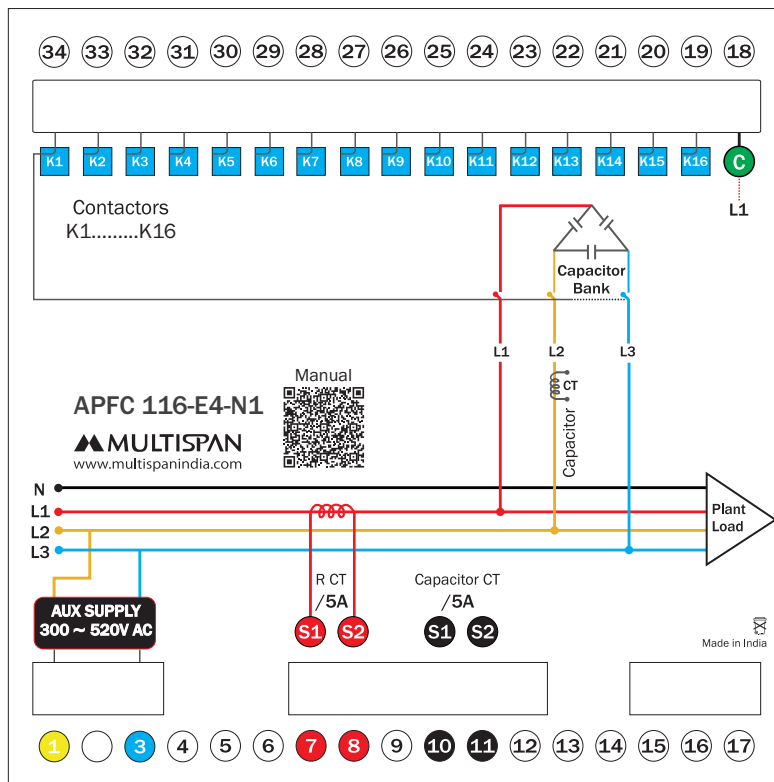 34 33 32 31 30 29 28 27 26 25 24 23 22 21 20 19 18
K1 K2 K3 K4 K5 K6 K7 K8 K9 K10 K11 K12 K13 K14 K15 K16 C
L1
Contactors
K1.........K16
Capacitor
Bank
L1 L2 L3
CT
Capacitor
Manual
APFC 116-E4-N1
MULTISPAN
www.multispanindia.com
N
L1
L2
L3
Plant
Load
R CT
/5A
Capacitor CT
/5A
AUX SUPPLY
300 ~ 520V AC
S1 S2 S1 S2
Made in India
1 3 4 5 6 7 8 9 10 11 12 13 14 15 16 17